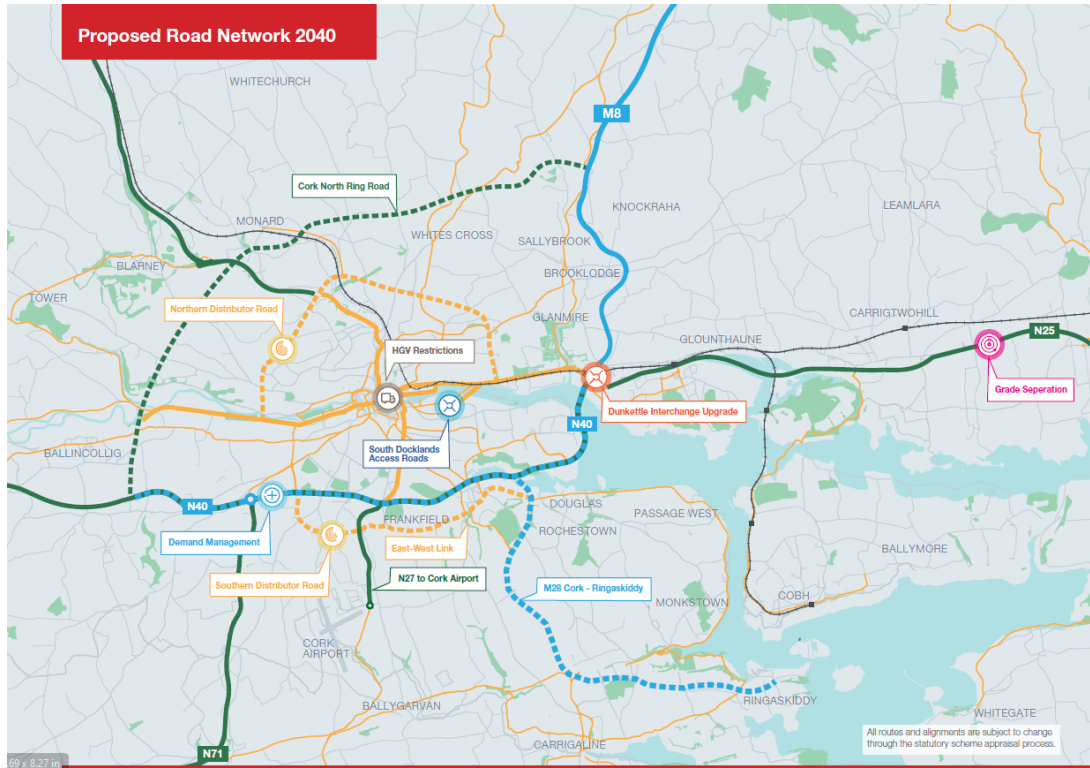 Proposed Road Network 2040
WHITECHURCH
M8
Cork North Ring Road
KNOCKRAHA
LEAMLARA
MONARD
WHITES CROSS
SALLYBROOK
BLARNEY
BROOKLODGE
TOWER
Northern Distributor Road
GLANMIRE
CARRIGTWOHILL
N25
HGV Restrictions
GLOUNTHAUNE
Grade Seperation
Dunkettle Interchange Upgrade
N40
South Docklands
Access Roads
BALLINCOLLIG
N40
DOUGLAS
PASSAGE WEST
FRANKFIELD
ROCHESTOWN
Demand Management
East-West Link
BALLYMORE
Southern Distributor Road
N27 to Cork Airport
M28 Cork - Ringaskiddy
MONKSTOWN
COBH
CORK
AIRPORT
RINGASKIDDY
BALLYGARVAN
WHITEGATE
All routes and alignments are subject to change
through the statutory scheme appraisal process.
CARRIGALINE
N71
69 x 8.27 in